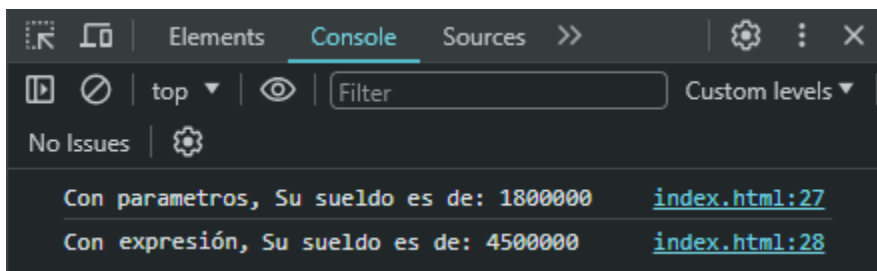 Elements Console Sources
top Filter Custom levels
No Issues
Con parametros, Su sueldo es de: 1800000 index.html:27
Con expresión, Su sueldo es de: 4500000 index.html:28